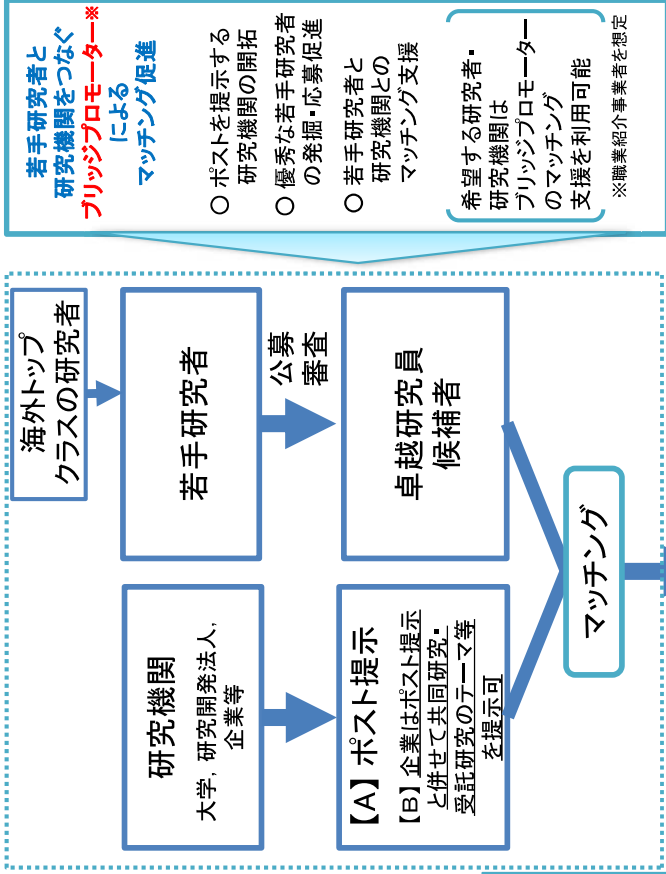 若手研究者と
研究機関をつなぐ
ブリッジプロモーター※
による
マッチング促進
○ ポストを提示する
研究機関の開拓
○ 優秀な若手研究者
の発掘・応募促進
○ 若手研究者と
研究機関との
マッチング支援
希望する研究者・
研究機関は
ブリッジプロモーター
のマッチング
支援を利用可能
※職業紹介事業者を想定
海外トップ
クラスの研究者
若手研究者
公募
審査
卓越研究員
候補者
研究機関
大学，研究開発法人，
企業等
【A】ポスト提示
【B】企業はポスト提示
と併せて共同研究・
受託研究のテーマ等
を提示可
マッチング